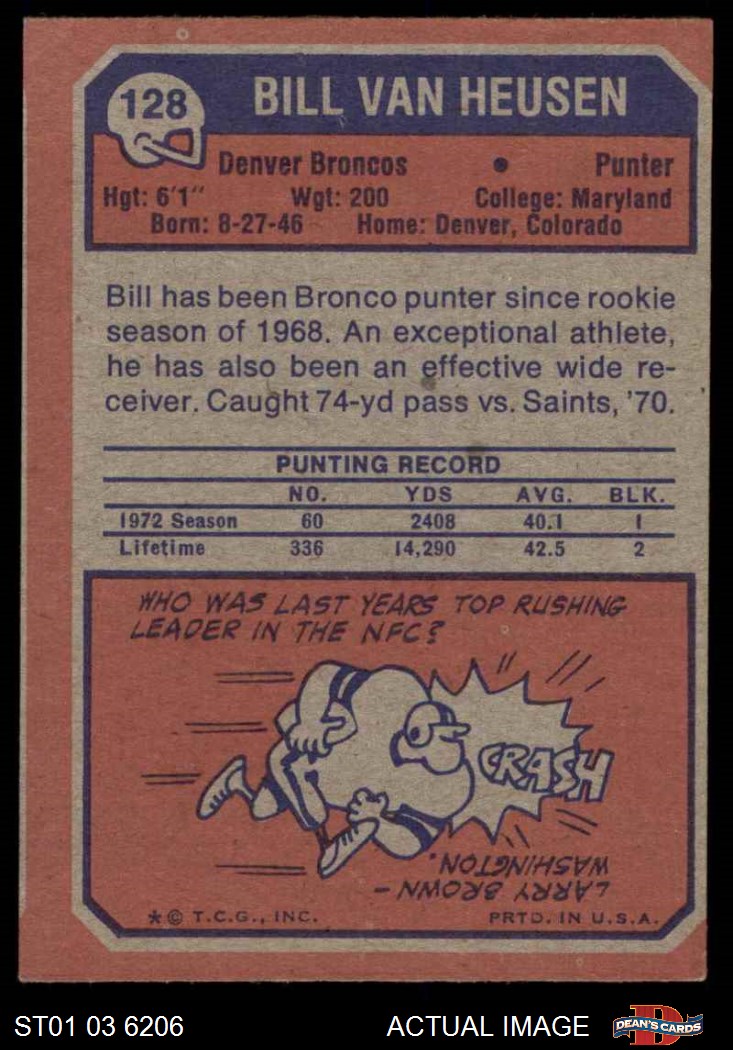 128
BILL VAN HEUSEN
Denver Broncos • Punter
Hgt: 6'1" Wgt: 200 College: Maryland
Born: 8-27-46 Home: Denver, Colorado
Bill has been Bronco punter since rookie
season of 1968. An exceptional athlete,
he has also been an effective wide re-
ceiver. Caught 74-yd pass vs. Saints, '70.
PUNTING RECORD
NO. YDS AVG. BLK.
1972 Season 60 2408 40.1 1
Lifetime 336 14,290 42.5 2
WHO WAS LAST YEARS TOP RUSHING
LEADER IN THE NFC?
CRASH
LARRY BROWN -
WASHINGTON.
* © T.C.G., INC. PRTD. IN U.S.A.
ST01 03 6206 ACTUAL IMAGE DEAN'S CARDS